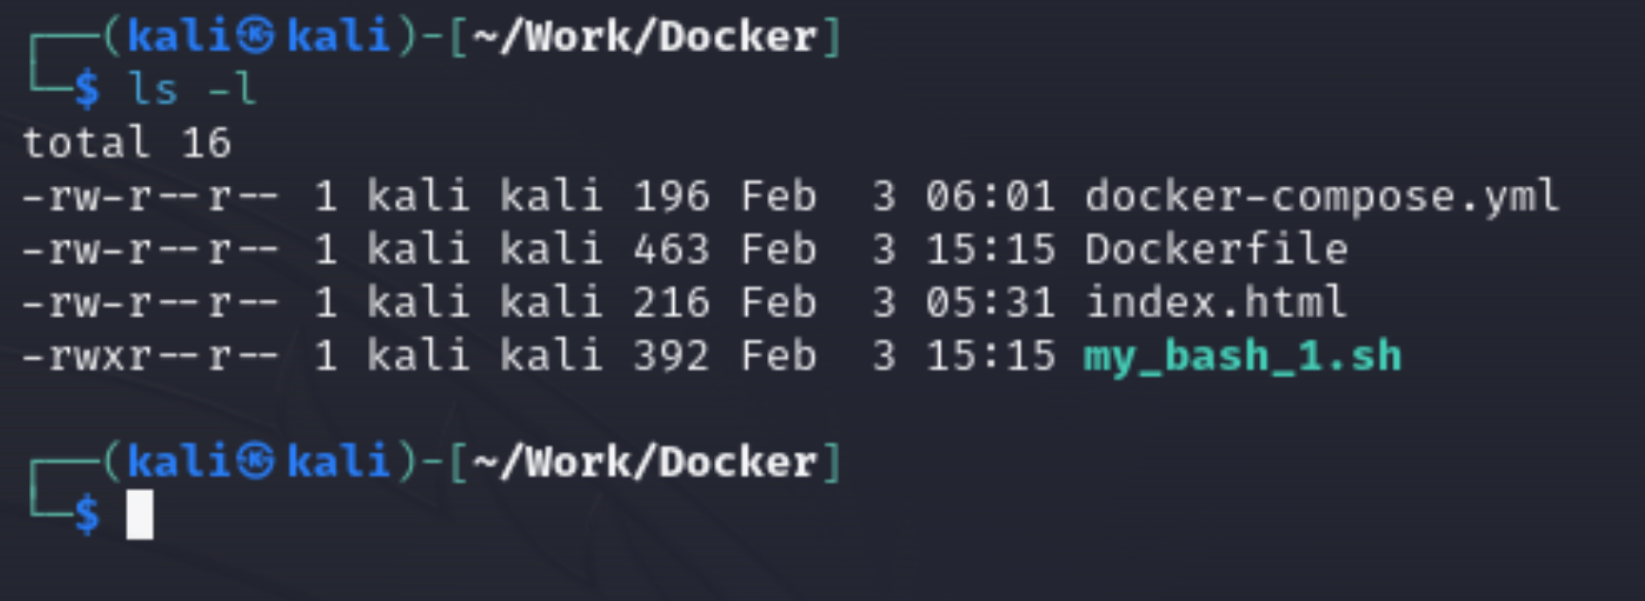 ┌──(kali㉿kali)-[~/Work/Docker]
└─$ ls -l
total 16
-rw-r--r-- 1 kali kali 196 Feb  3 06:01 docker-compose.yml
-rw-r--r-- 1 kali kali 463 Feb  3 15:15 Dockerfile
-rw-r--r-- 1 kali kali 216 Feb  3 05:31 index.html
-rwxr--r-- 1 kali kali 392 Feb  3 15:15 my_bash_1.sh
┌──(kali㉿kali)-[~/Work/Docker]
└─$